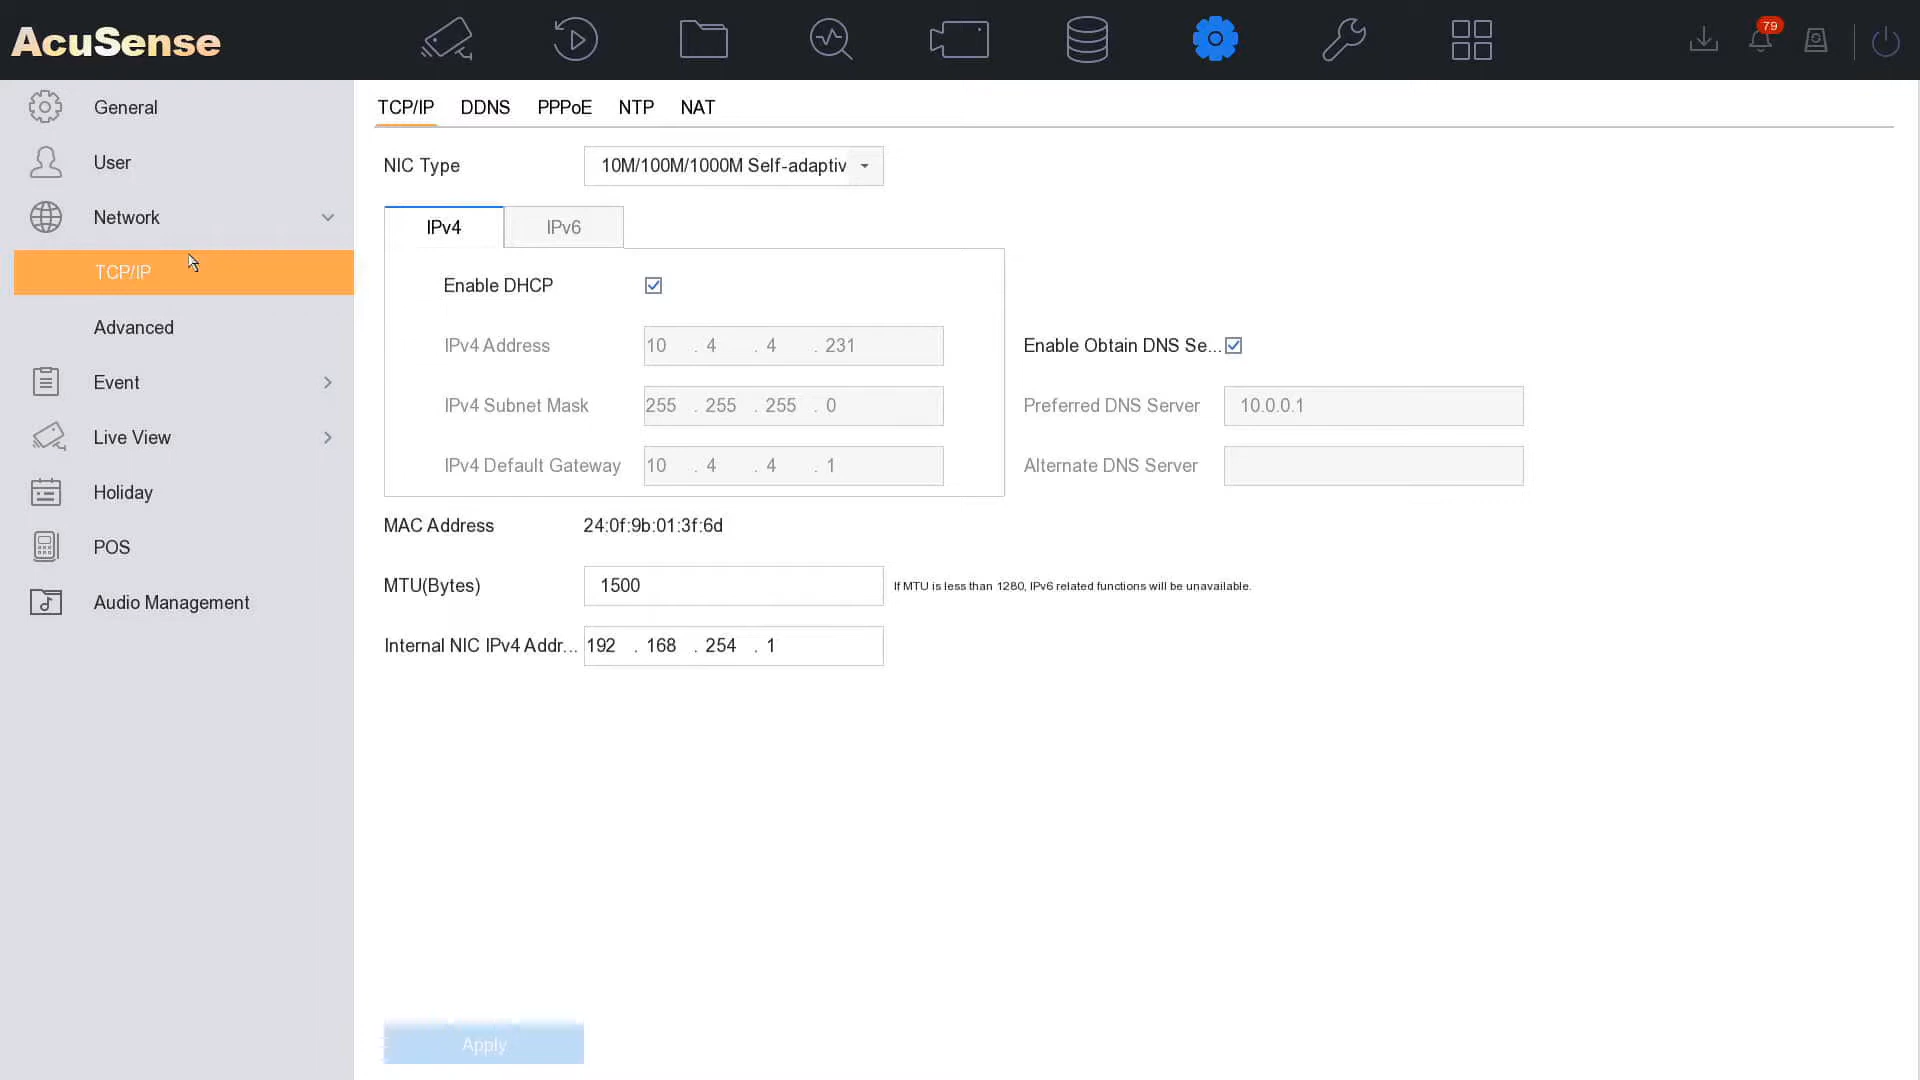 AcuSense
79
General
User
Network
TCP/IP
Advanced
Event
Live View
Holiday
POS
Audio Management
TCP/IP DDNS PPPoE NTP NAT
NIC Type 10M/100M/1000M Self-adaptiv
IPv4 IPv6
Enable DHCP
IPv4 Address 10 . 4 . 4 . 231 Enable Obtain DNS Se...
IPv4 Subnet Mask 255 . 255 . 255 . 0 Preferred DNS Server 10.0.0.1
IPv4 Default Gateway 10 . 4 . 4 . 1 Alternate DNS Server
MAC Address 24:0f:9b:01:3f:6d
MTU(Bytes) 1500 If MTU is less than 1280, IPv6 related functions will be unavailable.
Internal NIC IPv4 Addr... 192 . 168 . 254 . 1
Apply